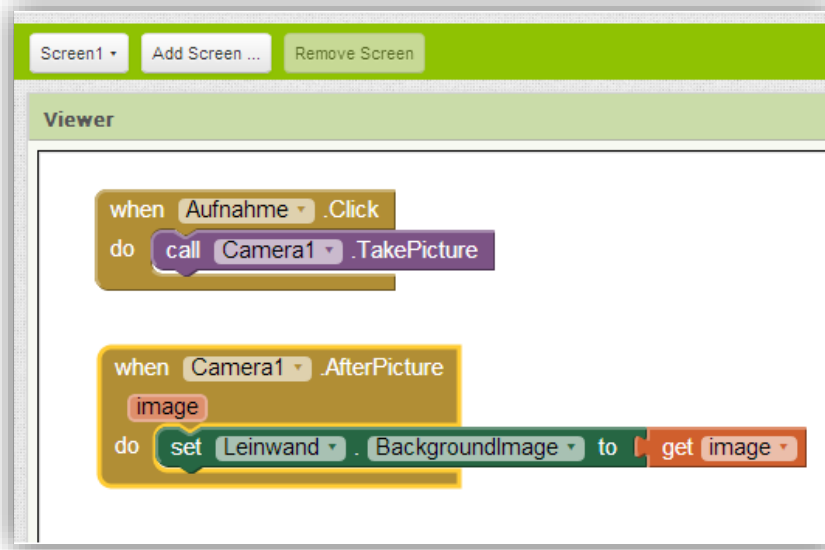 Screen1 Add Screen ... Remove Screen
Viewer
when Aufnahme .Click
do call Camera1 .TakePicture
when Camera1 .AfterPicture
image
do set Leinwand . BackgroundImage to get image